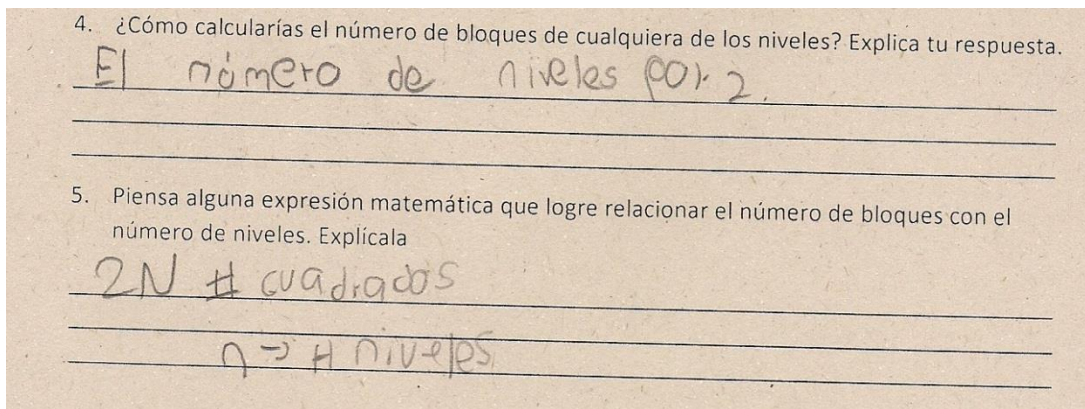 4. ¿Cómo calcularías el número de bloques de cualquiera de los niveles? Explica tu respuesta.
El número de niveles por 2.
5. Piensa alguna expresión matemática que logre relacionar el número de bloques con el
número de niveles. Explícala
2N # cuadrados
n → # niveles